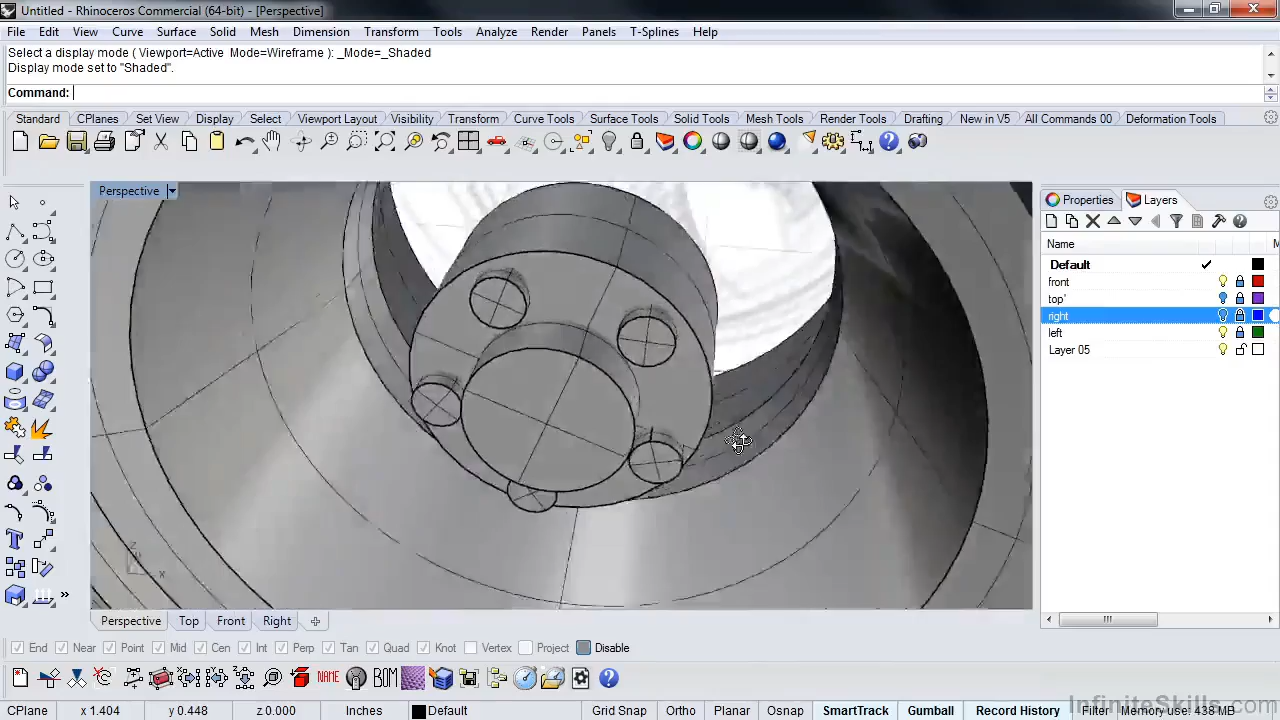 Untitled - Rhinoceros Commercial (64-bit) - [Perspective]
File Edit View Curve Surface Solid Mesh Dimension Transform Tools Analyze Render Panels T-Splines Help
Select a display mode ( Viewport=Active Mode=Wireframe ): _Mode=_Shaded
Display mode set to "Shaded".
Command:
Standard CPlanes Set View Display Select Viewport Layout Visibility Transform Curve Tools Surface Tools Solid Tools Mesh Tools Render Tools Drafting New in V5 All Commands 00 Deformation Tools
Perspective
Properties Layers
Name M
Default
front
top'
right
left
Layer 05
z
x
Perspective Top Front Right
End Near Point Mid Cen Int Perp Tan Quad Knot Vertex Project Disable
NAME BOM
CPlane x 1.404 y 0.448 z 0.000 Inches Default Grid Snap Ortho Planar Osnap SmartTrack Gumball Record History Filter Memory use: 438 MB
InfiniteSkills.com